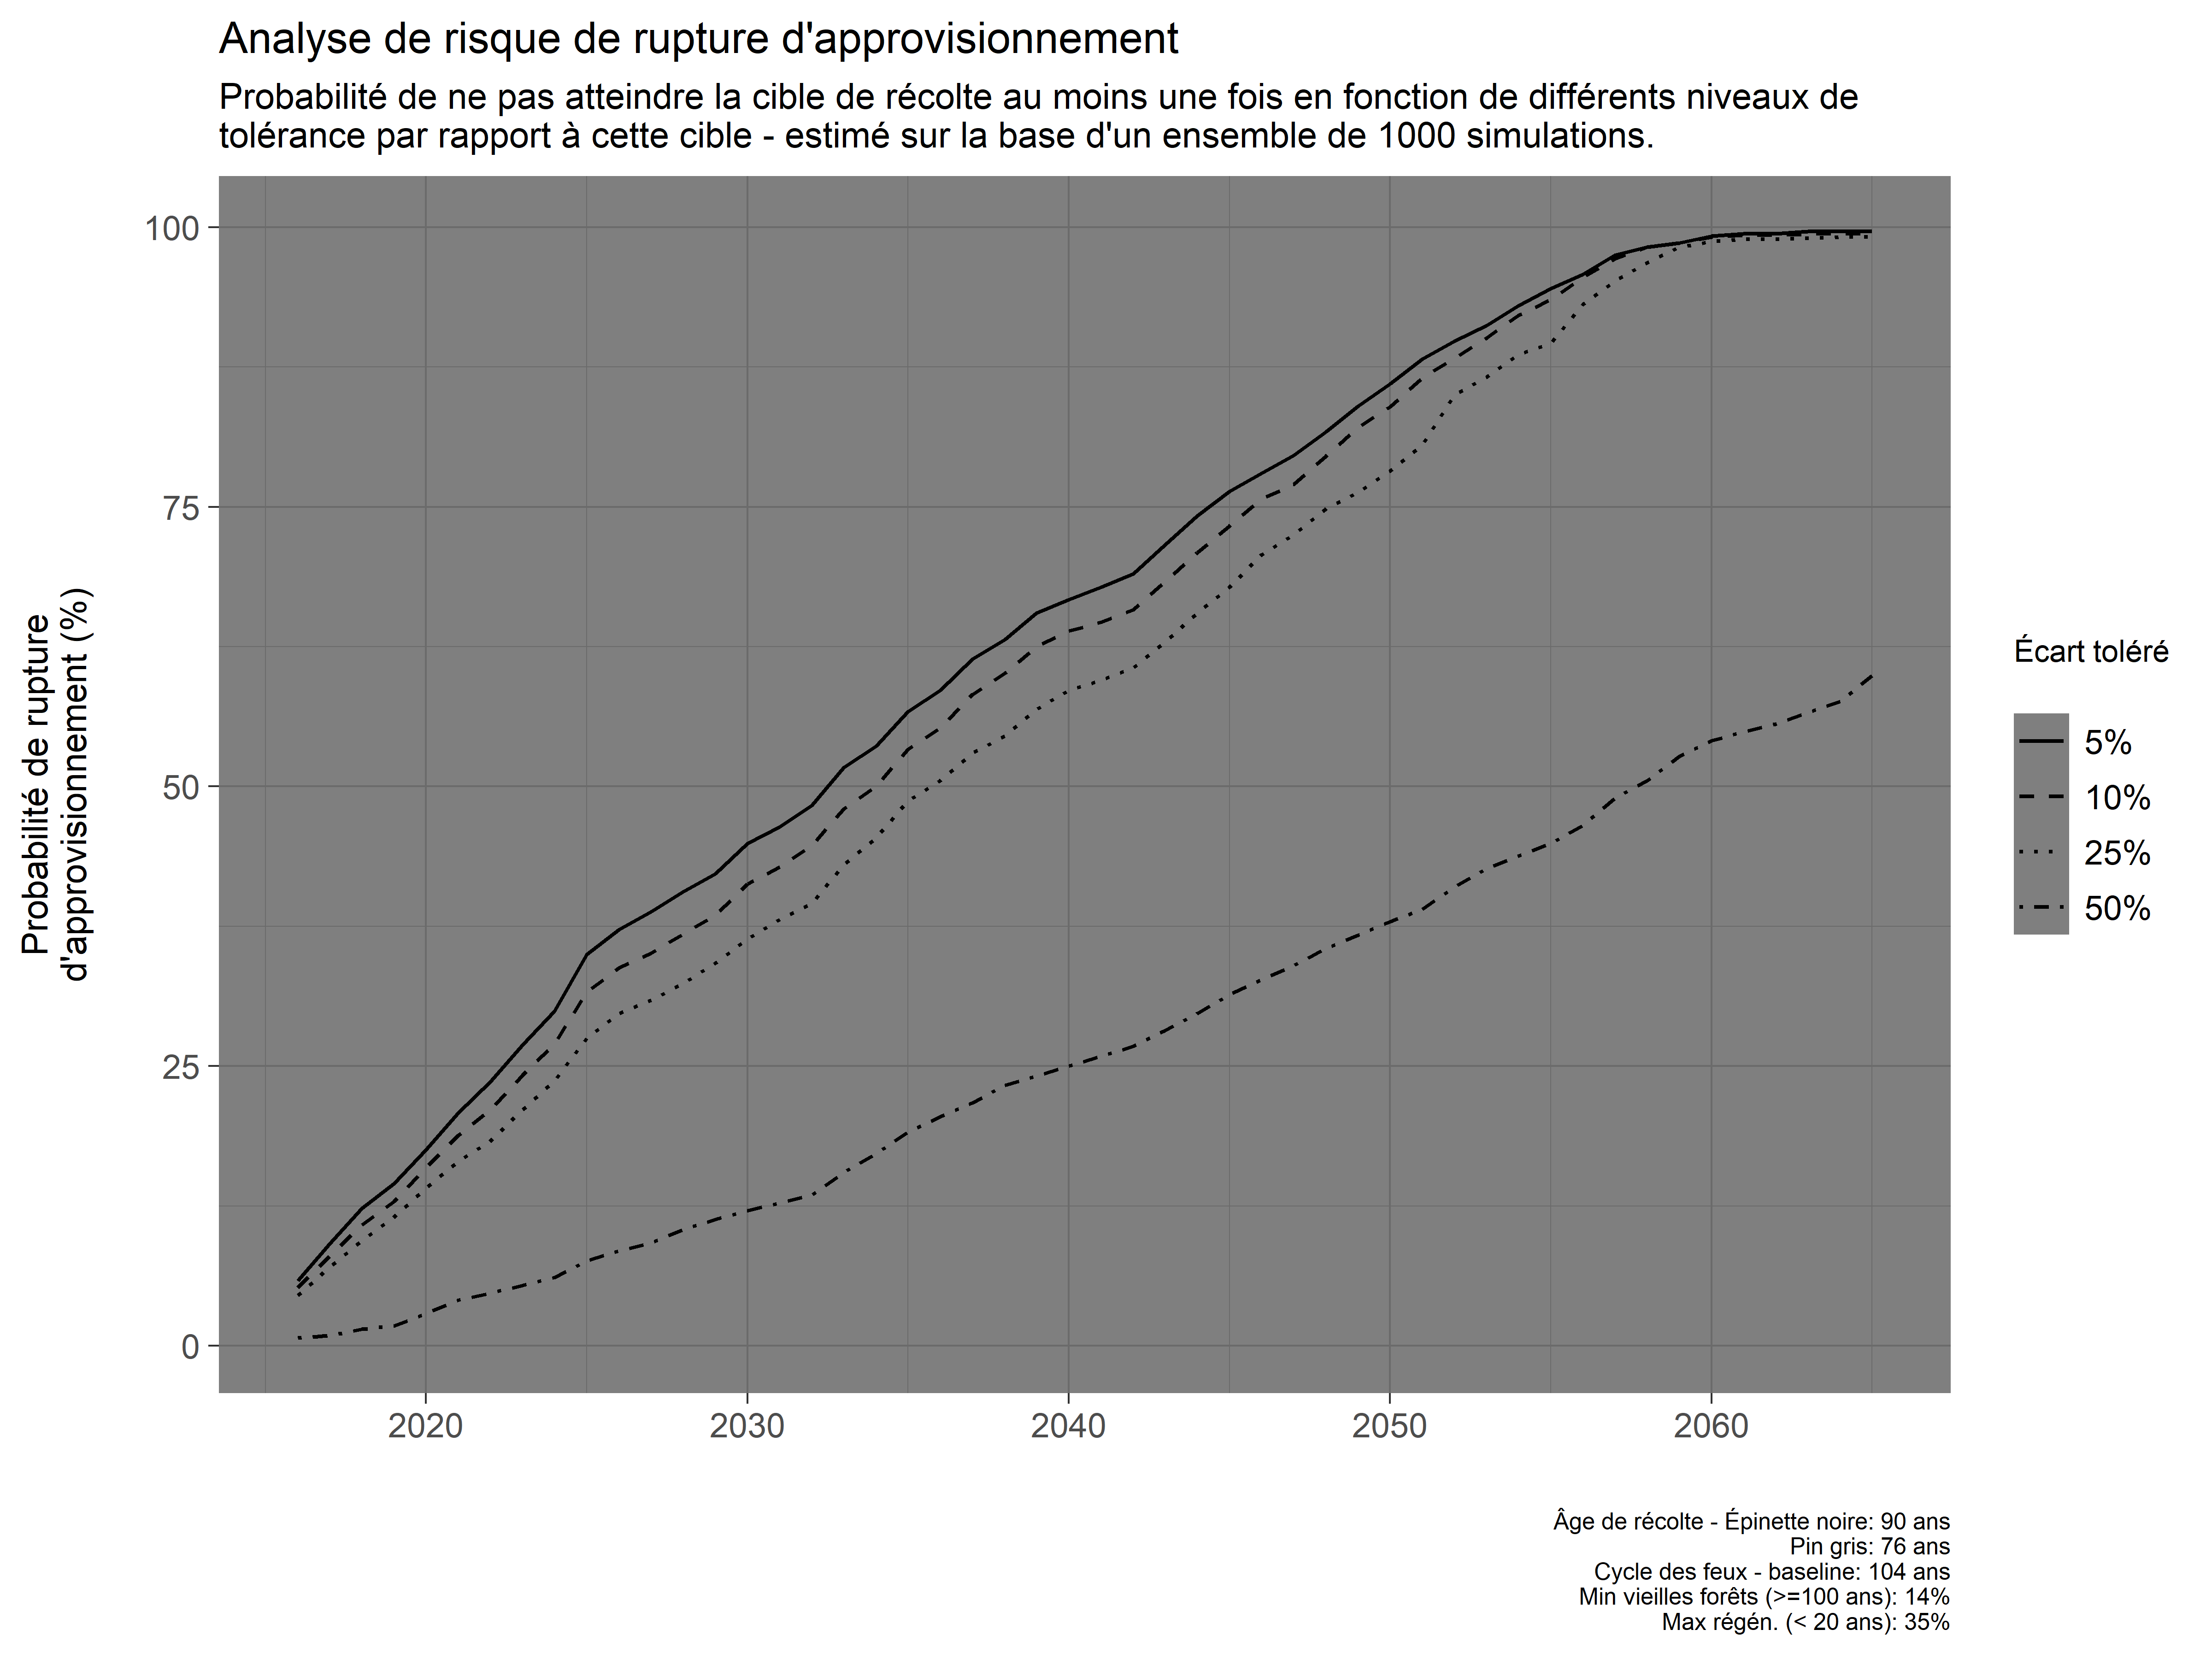 Analyse de risque de rupture d'approvisionnement
Probabilité de ne pas atteindre la cible de récolte au moins une fois en fonction de différents niveaux de
tolérance par rapport à cette cible - estimé sur la base d'un ensemble de 1000 simulations.
Probabilité de rupture
d'approvisionnement (%)
100
75
50
25
0
2020
2030
2040
2050
2060
Écart toléré
5%
10%
25%
50%
Âge de récolte - Épinette noire: 90 ans
Pin gris: 76 ans
Cycle des feux - baseline: 104 ans
Min vieilles forêts (>=100 ans): 14%
Max régén. (< 20 ans): 35%